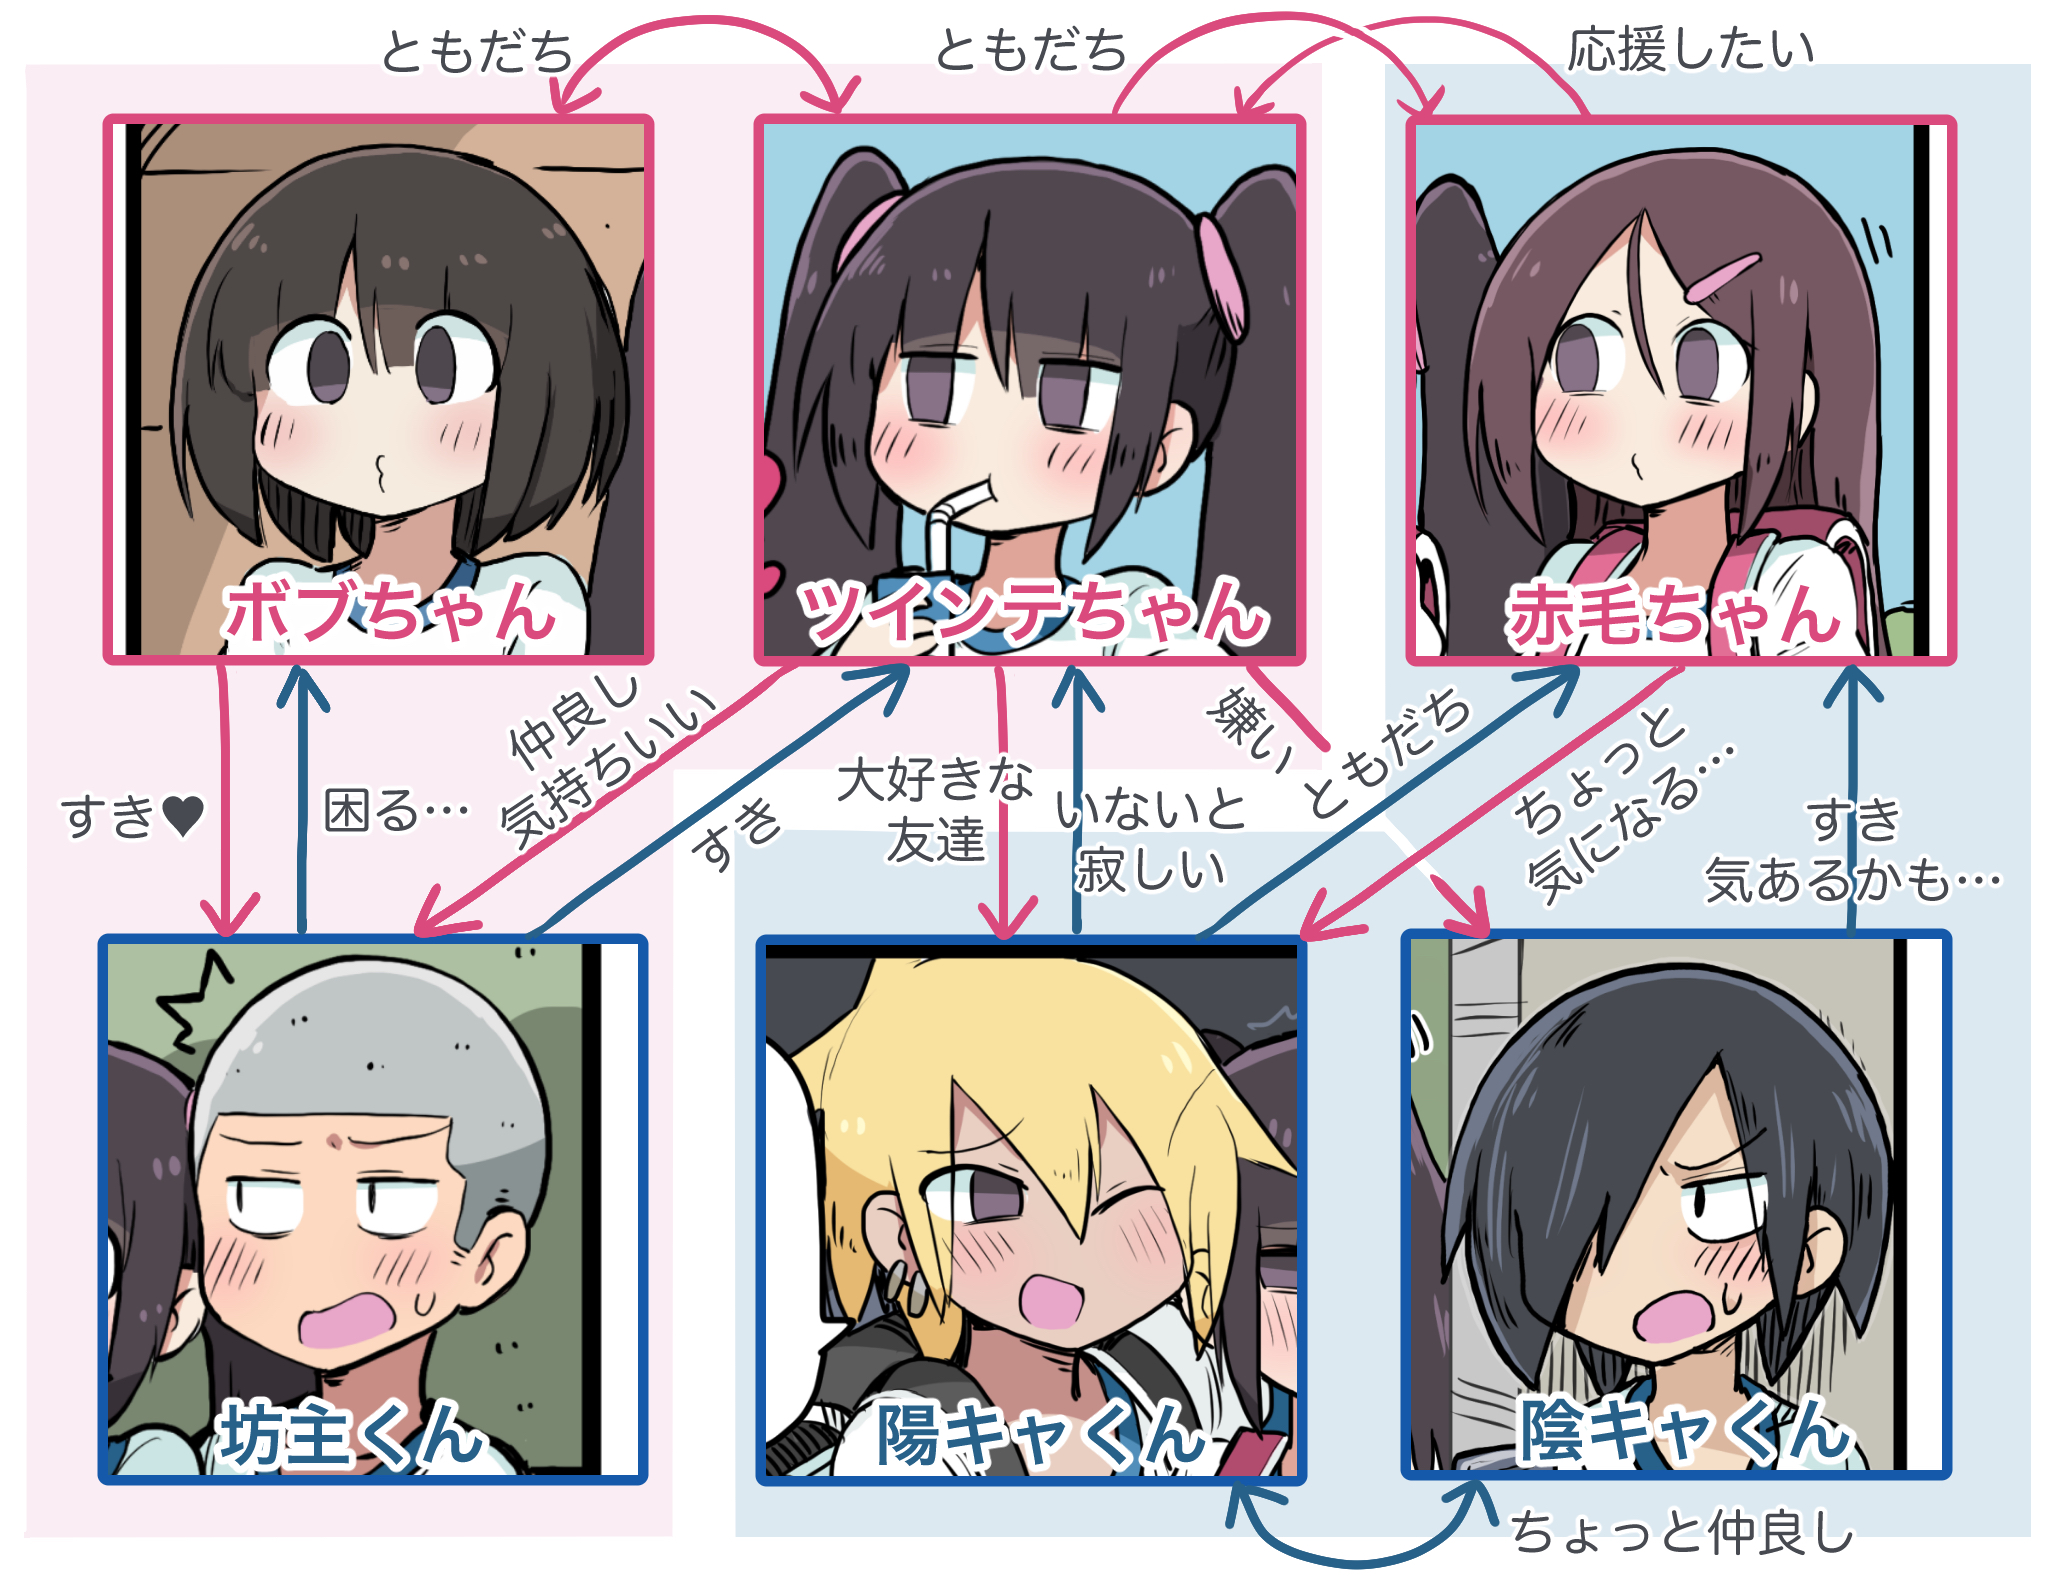 ともだち
ともだち
応援したい
ボブちゃん
ツインテちゃん
赤毛ちゃん
すき♥
困る…
仲良し
気持ちいい
すき
大好きな
友達
いないと
寂しい
嫌い
ともだち
ちょっと
気になる…
すき
気あるかも…
坊主くん
陽キャくん
陰キャくん
ちょっと仲良し